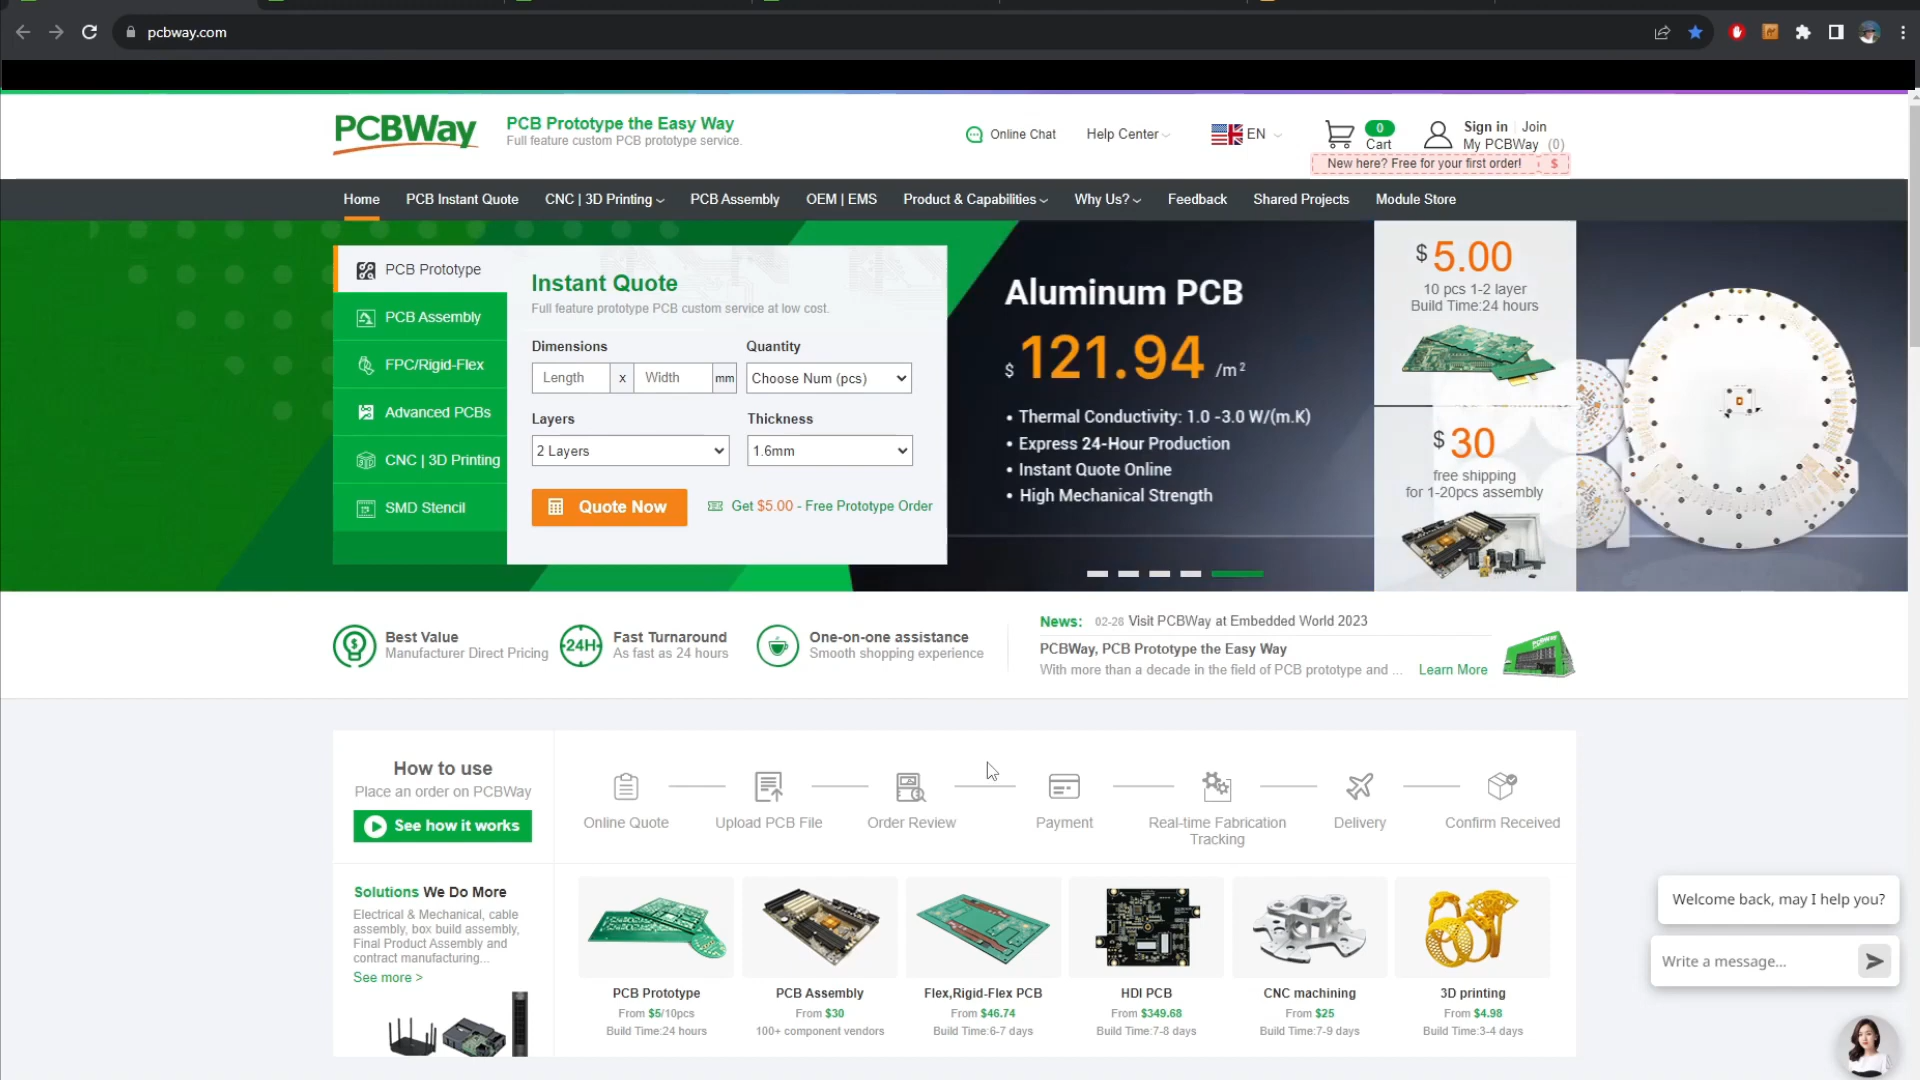 pcbway.com
PCBWay
PCB Prototype the Easy Way
Full feature custom PCB prototype service.
Online Chat
Help Center
EN
0
Cart
Sign in
Join
My PCBWay (0)
New here? Free for your first order! $
Home
PCB Instant Quote
CNC | 3D Printing
PCB Assembly
OEM | EMS
Product & Capabilities
Why Us?
Feedback
Shared Projects
Module Store
PCB Prototype
PCB Assembly
FPC/Rigid-Flex
Advanced PCBs
CNC | 3D Printing
SMD Stencil
Instant Quote
Full feature prototype PCB custom service at low cost.
Dimensions
Quantity
Length x Width mm
Choose Num (pcs)
Layers
Thickness
2 Layers
1.6mm
Quote Now
Get $5.00 - Free Prototype Order
Aluminum PCB
$ 121.94 /m²
• Thermal Conductivity: 1.0 -3.0 W/(m.K)
• Express 24-Hour Production
• Instant Quote Online
• High Mechanical Strength
$ 5.00
10 pcs 1-2 layer
Build Time:24 hours
$ 30
free shipping
for 1-20pcs assembly
Best Value
Manufacturer Direct Pricing
24H
Fast Turnaround
As fast as 24 hours
One-on-one assistance
Smooth shopping experience
News: 02-28 Visit PCBWay at Embedded World 2023
PCBWay, PCB Prototype the Easy Way
With more than a decade in the field of PCB prototype and ... Learn More
How to use
Place an order on PCBWay
See how it works
Online Quote
Upload PCB File
Order Review
Payment
Real-time Fabrication
Tracking
Delivery
Confirm Received
Solutions We Do More
Electrical & Mechanical, cable
assembly, box build assembly,
Final Product Assembly and
contract manufacturing...
See more >
PCB Prototype
From $5/10pcs
Build Time:24 hours
PCB Assembly
From $30
100+ component vendors
Flex,Rigid-Flex PCB
From $46.74
Build Time:6-7 days
HDI PCB
From $349.68
Build Time:7-8 days
CNC machining
From $25
Build Time:7-9 days
3D printing
From $4.98
Build Time:3-4 days
Welcome back, may I help you?
Write a message...